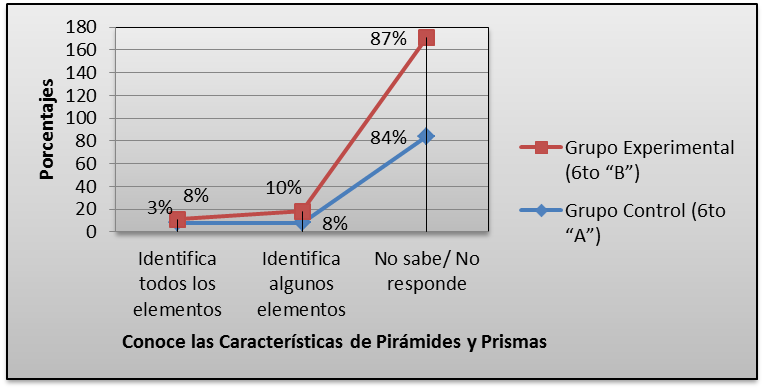 Porcentajes
180
160
140
120
100
80
60
40
20
0
87%
84%
3%
8%
10%
8%
Identifica
todos los
elementos
Identifica
algunos
elementos
No sabe/ No
responde
Conoce las Características de Pirámides y Prismas
Grupo Experimental
(6to “B”)
Grupo Control (6to
“A”)